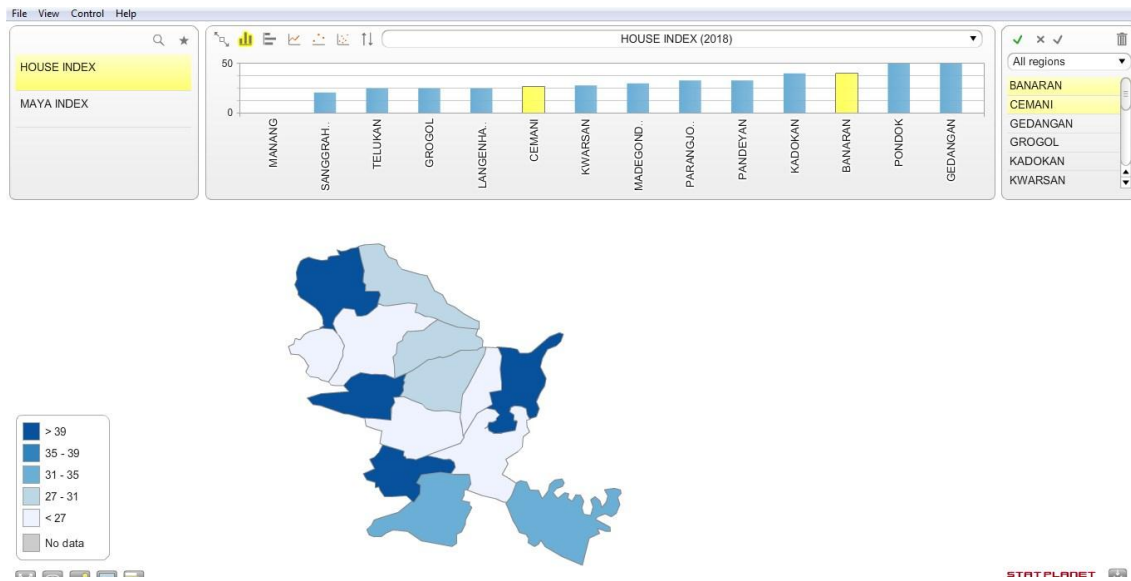 File View Control Help
HOUSE INDEX
MAYA INDEX
HOUSE INDEX (2018)
50
0
MANANG
SANGGRAH..
TELUKAN
GROGOL
LANGENHA..
CEMANI
KWARSAN
MADEGOND..
PARANGJO..
PANDEYAN
KADOKAN
BANARAN
PONDOK
GEDANGAN
All regions
BANARAN
CEMANI
GEDANGAN
GROGOL
KADOKAN
KWARSAN
> 39
35 - 39
31 - 35
27 - 31
< 27
No data
STATPLANET